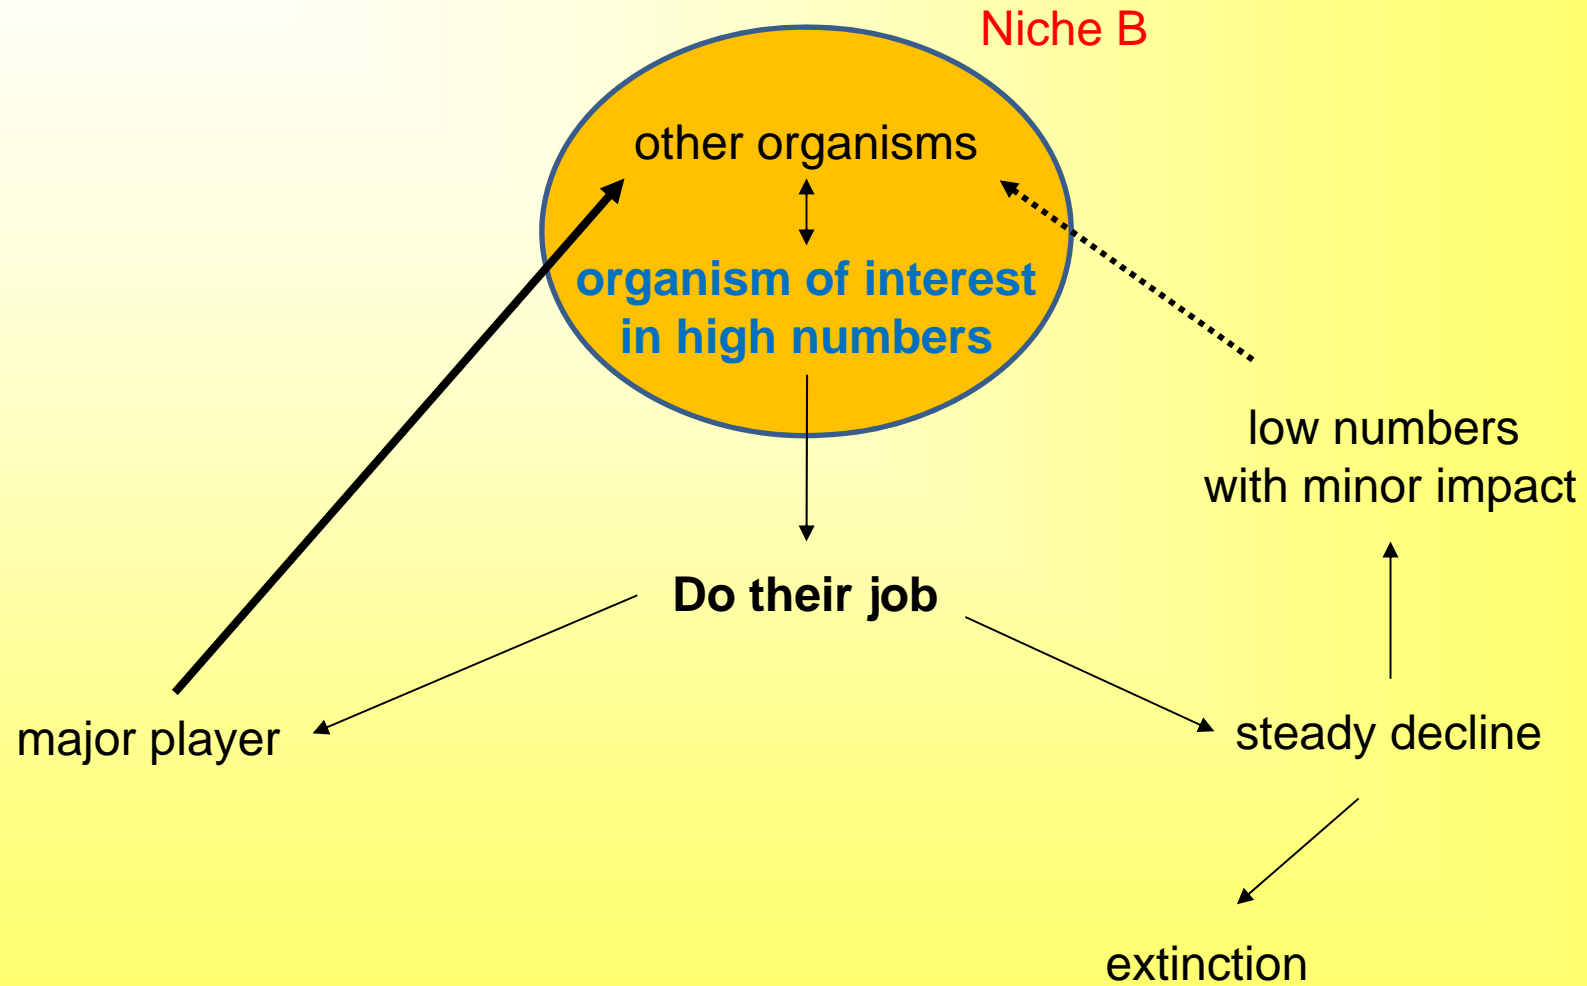 Niche B
other organisms
organism of interest
in high numbers
low numbers
with minor impact
Do their job
major player
steady decline
extinction